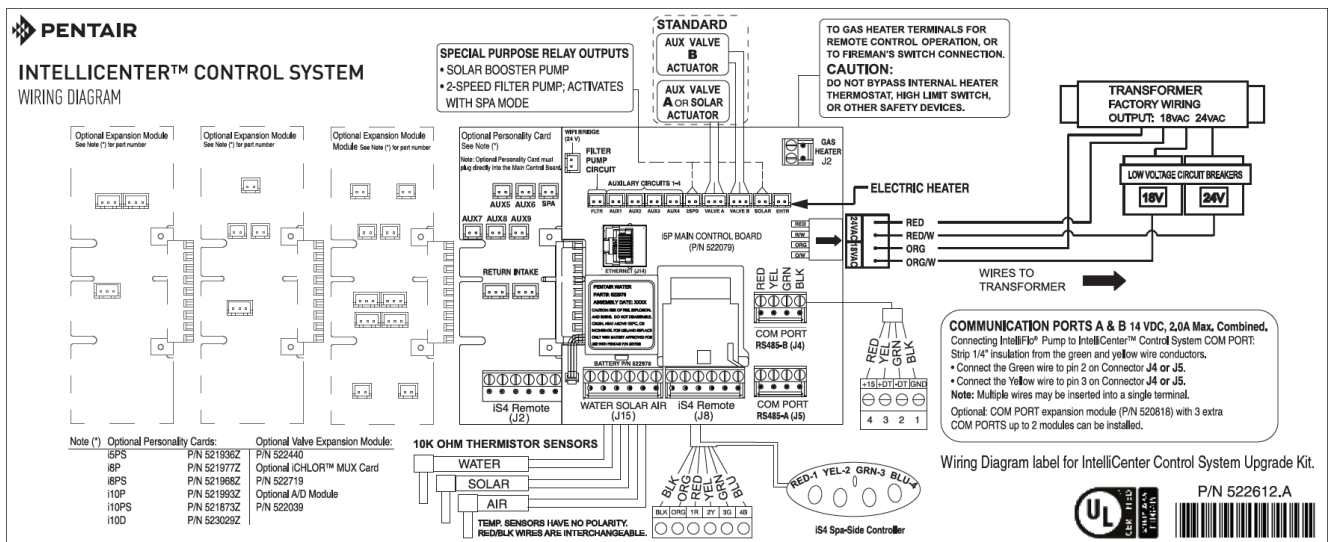 PENTAIR
INTELLICENTER™ CONTROL SYSTEM
WIRING DIAGRAM
SPECIAL PURPOSE RELAY OUTPUTS
• SOLAR BOOSTER PUMP
• 2-SPEED FILTER PUMP; ACTIVATES
WITH SPA MODE
STANDARD
AUX VALVE
B
ACTUATOR
AUX VALVE
A OR SOLAR
ACTUATOR
TO GAS HEATER TERMINALS FOR
REMOTE CONTROL OPERATION, OR
TO FIREMAN'S SWITCH CONNECTION.
CAUTION:
DO NOT BYPASS INTERNAL HEATER
THERMOSTAT, HIGH LIMIT SWITCH,
OR OTHER SAFETY DEVICES.
TRANSFORMER
FACTORY WIRING
OUTPUT: 18VAC 24VAC
LOW VOLTAGE CIRCUIT BREAKERS
18V
24V
Optional Expansion Module
See Note (*) for part number
Optional Expansion Module
See Note (*) for part number
Optional Expansion Module
Module See Note (*) for part number
Optional Personality Card
See Note (*)
Note: Optional Personality Card must
plug directly into the Main Control Board.
WIFI BRIDGE
(24 V)
FILTER
PUMP
CIRCUIT
GAS
HEATER
J2
AUXILARY CIRCUITS 1-4
ELECTRIC HEATER
FLTR AUX1 AUX2 AUX3 AUX4 2SPD VALVE A VALVE B SOLAR EHTR
AUX5 AUX6 SPA
AUX7 AUX8 AUX9
RETURN INTAKE
ETHERNET (J14)
i5P MAIN CONTROL BOARD
(P/N 522079)
RED
R/W
ORG
O/W
24VAC 18VAC
RED
RED/W
ORG
ORG/W
WIRES TO
TRANSFORMER
PENTAIR WATER
PART#: 522978
ASSEMBLY DATE: XXXX
BATTERY P/N 522978
RED YEL GRN BLK
COM PORT
RS485-B (J4)
COM PORT
RS485-A (J5)
RED YEL GRN BLK
+15 +DT -DT GND
4 3 2 1
iS4 Remote
(J2)
WATER SOLAR AIR
(J15)
iS4 Remote
(J8)
COMMUNICATION PORTS A & B 14 VDC, 2,0A Max, Combined.
Connecting IntelliFlo® Pump to IntelliCenter™ Control System COM PORT:
Strip 1/4" insulation from the green and yellow wire conductors.
• Connect the Green wire to pin 2 on Connector J4 or J5.
• Connect the Yellow wire to pin 3 on Connector J4 or J5.
Note: Multiple wires may be inserted into a single terminal.
Optional: COM PORT expansion module (P/N 520818) with 3 extra
COM PORTS up to 2 modules can be installed.
Note (*) Optional Personality Cards: Optional Valve Expansion Module:
i5PS P/N 521936Z P/N 522440
i8P P/N 521977Z Optional iCHLOR™ MUX Card
i8PS P/N 521968Z P/N 522719
i10P P/N 521993Z Optional A/D Module
i10PS P/N 521873Z P/N 522039
i10D P/N 523029Z
10K OHM THERMISTOR SENSORS
WATER
SOLAR
AIR
TEMP. SENSORS HAVE NO POLARITY.
RED/BLK WIRES ARE INTERCHANGEABLE.
BLK ORG RED YEL GRN BLU
BLK ORG 1R 2Y 3G 4B
RED-1 YEL-2 GRN-3 BLU-4
iS4 Spa-Side Controller
Wiring Diagram label for IntelliCenter Control System Upgrade Kit.
UL
P/N 522612.A